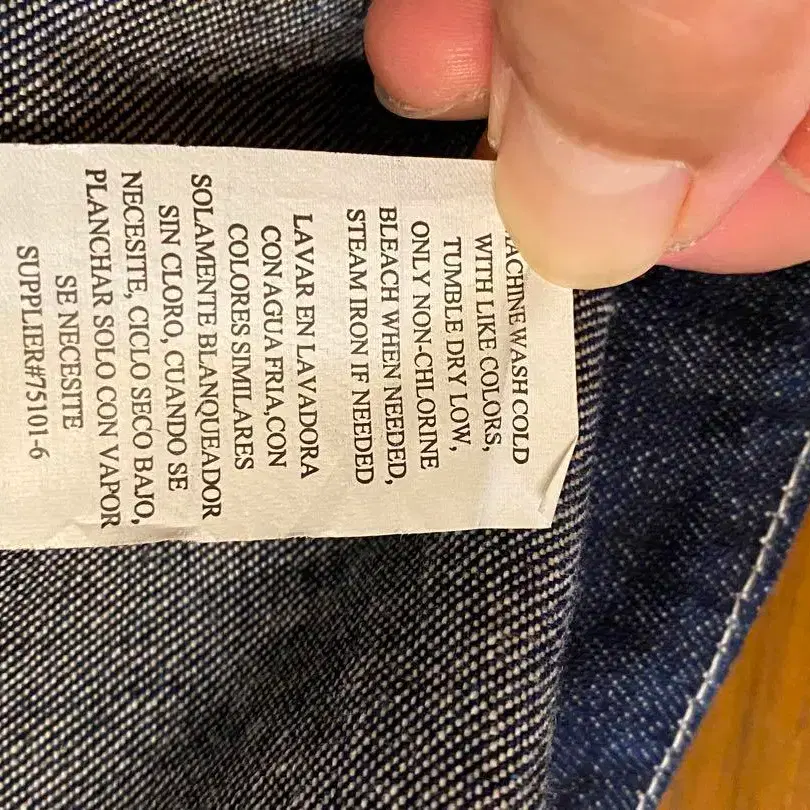 MACHINE WASH COLD
WITH LIKE COLORS,
TUMBLE DRY LOW,
ONLY NON-CHLORINE
BLEACH WHEN NEEDED,
STEAM IRON IF NEEDED
LAVAR EN LAVADORA
CON AGUA FRIA,CON
COLORES SIMILARES
SOLAMENTE BLANQUEADOR
SIN CLORO, CUANDO SE
NECESITE, CICLO SECO BAJO,
PLANCHAR SOLO CON VAPOR
SE NECESITE
SUPPLIER#75101-6